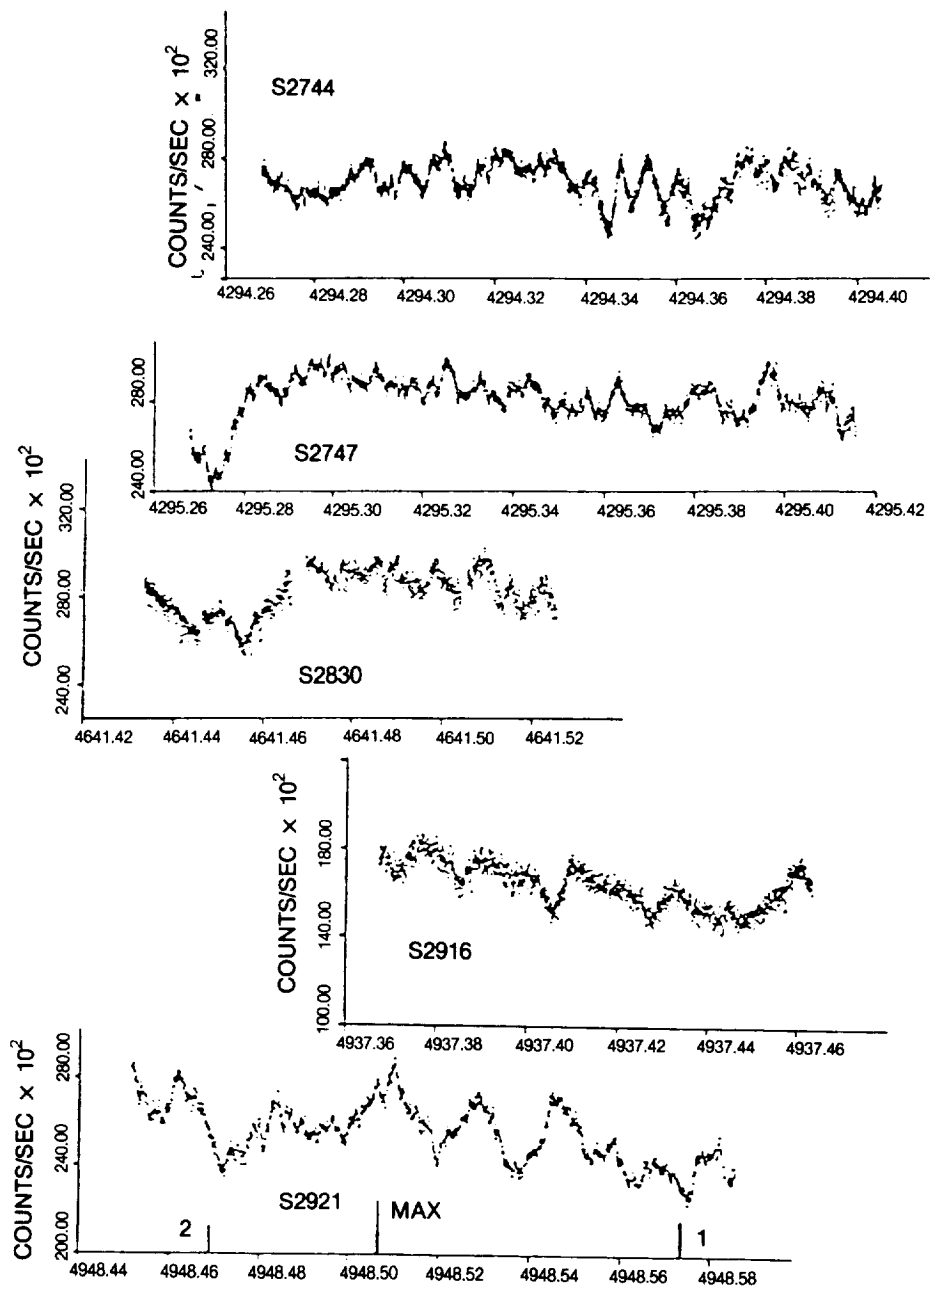 COUNTS/SEC × 10²
320.00
280.00
240.00
S2744
4294.26 4294.28 4294.30 4294.32 4294.34 4294.36 4294.38 4294.40
280.00
240.00
S2747
4295.26 4295.28 4295.30 4295.32 4295.34 4295.36 4295.38 4295.40 4295.42
COUNTS/SEC × 10²
320.00
280.00
240.00
S2830
4641.42 4641.44 4641.46 4641.48 4641.50 4641.52
COUNTS/SEC × 10²
180.00
140.00
100.00
S2916
4937.36 4937.38 4937.40 4937.42 4937.44 4937.46
COUNTS/SEC × 10²
280.00
240.00
200.00
S2921
2
MAX
1
4948.44 4948.46 4948.48 4948.50 4948.52 4948.54 4948.56 4948.58